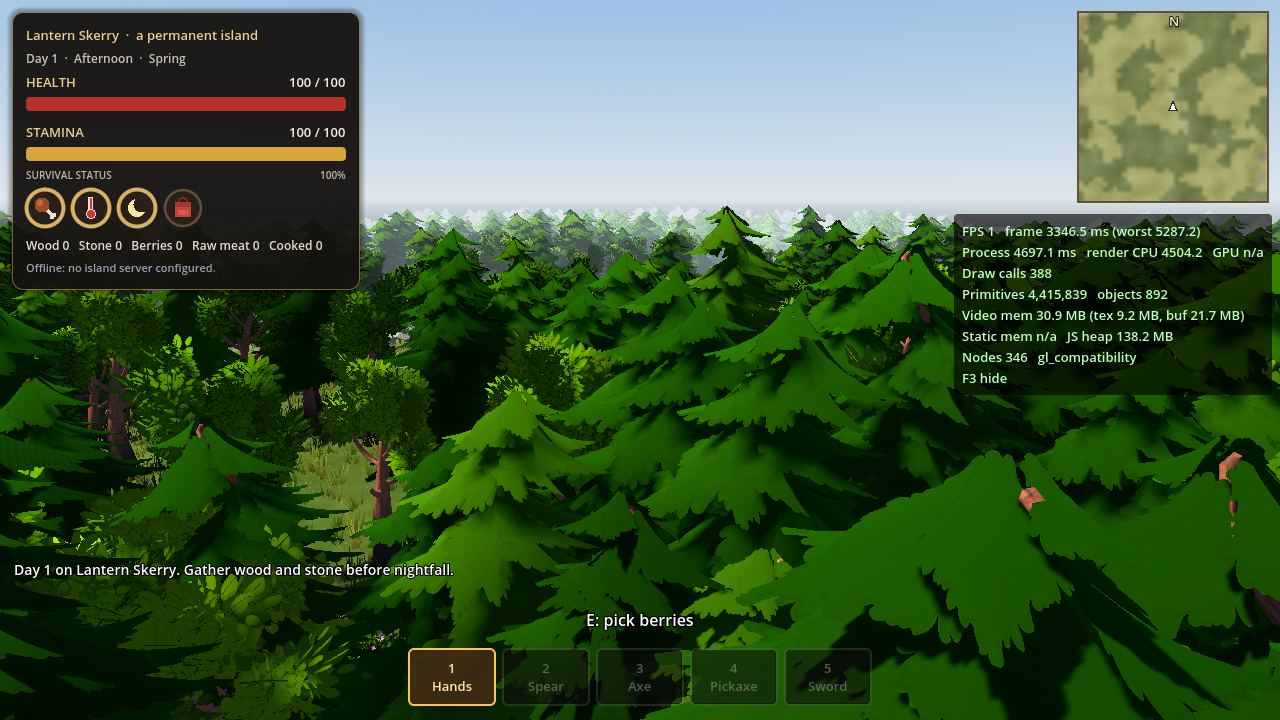 Lantern Skerry · a permanent island
Day 1 · Afternoon · Spring
HEALTH 100 / 100
STAMINA 100 / 100
SURVIVAL STATUS 100%
Wood 0 Stone 0 Berries 0 Raw meat 0 Cooked 0
Offline: no island server configured.
N
FPS 1 frame 3346.5 ms (worst 5287.2)
Process 4697.1 ms render CPU 4504.2 GPU n/a
Draw calls 388
Primitives 4,415,839 objects 892
Video mem 30.9 MB (tex 9.2 MB, buf 21.7 MB)
Static mem n/a JS heap 138.2 MB
Nodes 346 gl_compatibility
F3 hide
Day 1 on Lantern Skerry. Gather wood and stone before nightfall.
E: pick berries
1 2 3 4 5
Hands Spear Axe Pickaxe Sword